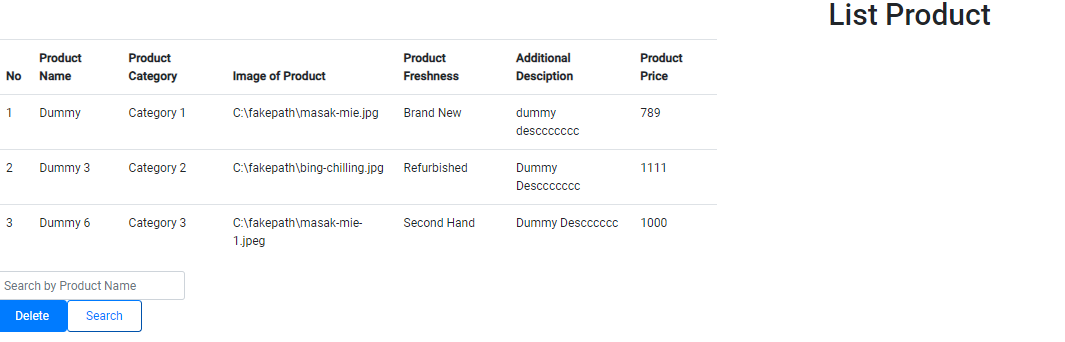 List Product
No Product Name Product Category Image of Product Product Freshness Additional Desciption Product Price
1 Dummy Category 1 C:\fakepath\masak-mie.jpg Brand New dummy descccccccc 789
2 Dummy 3 Category 2 C:\fakepath\bing-chilling.jpg Refurbished Dummy Descccccccc 1111
3 Dummy 6 Category 3 C:\fakepath\masak-mie-1.jpeg Second Hand Dummy Descccccc 1000
Search by Product Name
Delete Search